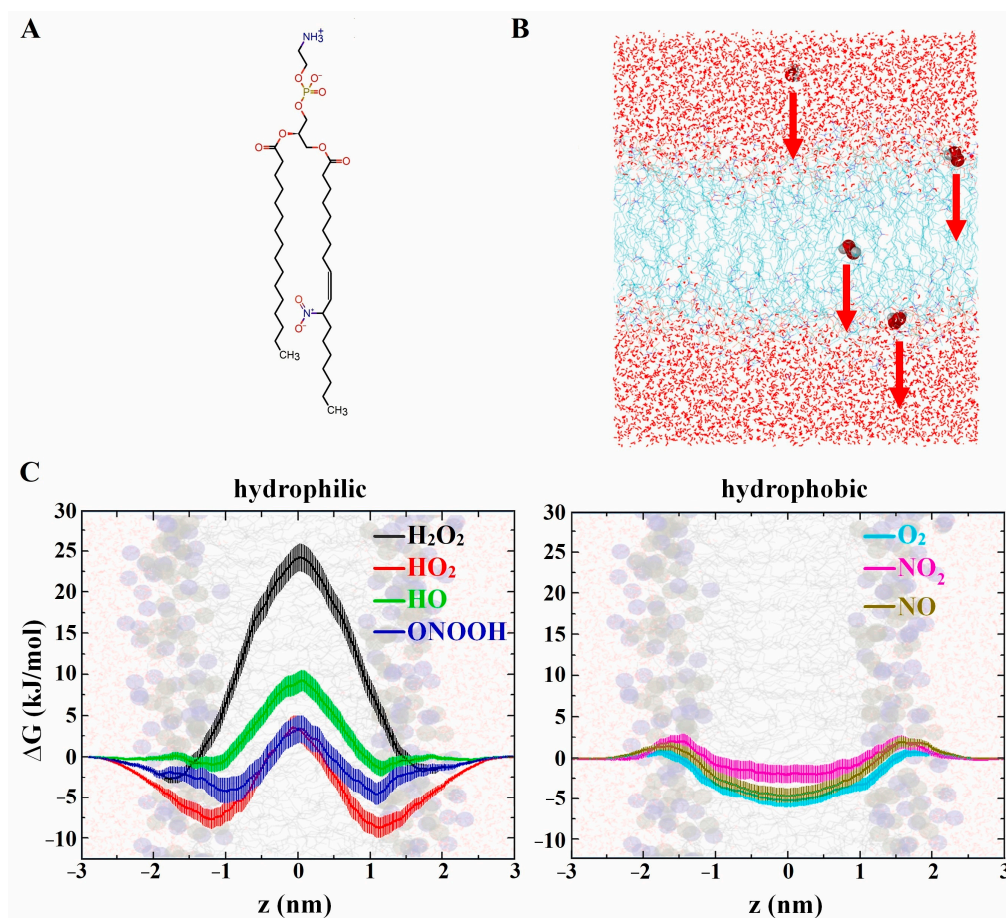 A
NH₃⁺
O
O⁻
P
O
O
O
O
O
O
O
N⁺
O⁻
CH₃
CH₃
B
C
hydrophilic
30
25
20
15
10
5
0
−5
−10
ΔG (kJ/mol)
H₂O₂
HO₂
HO
ONOOH
−3 −2 −1 0 1 2 3
z (nm)
hydrophobic
30
25
20
15
10
5
0
−5
−10
O₂
NO₂
NO
−3 −2 −1 0 1 2 3
z (nm)